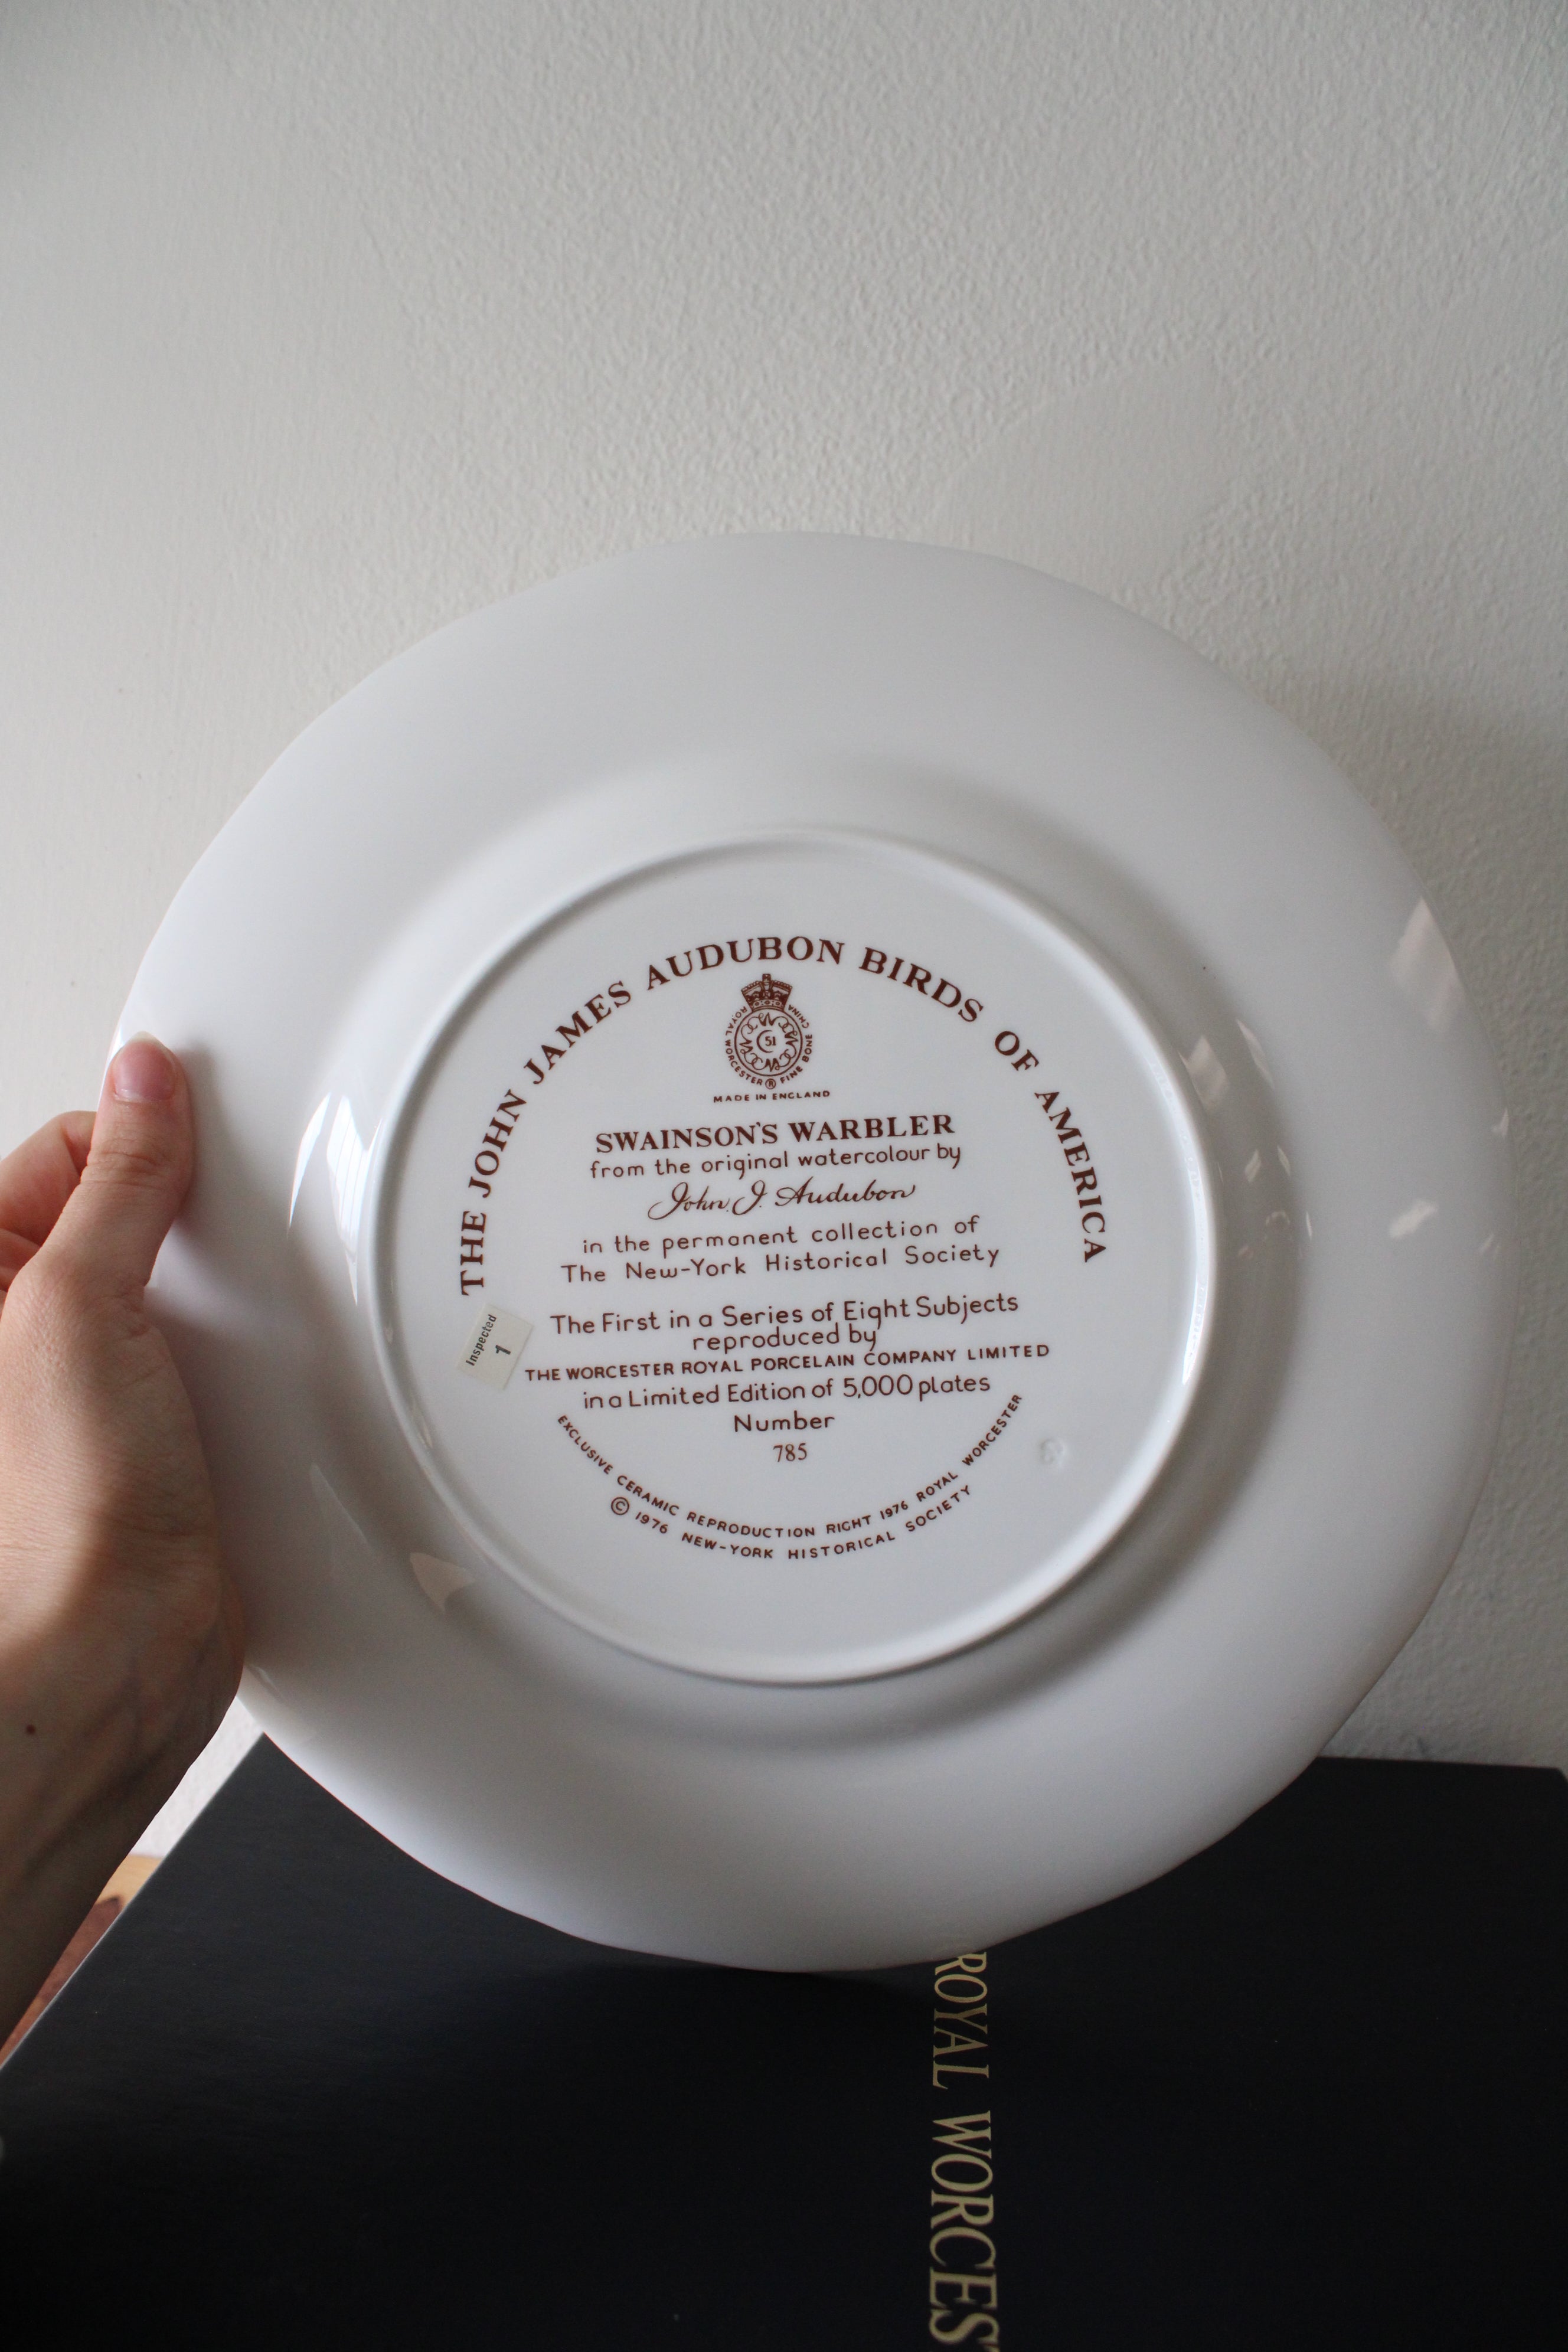 THE JOHN JAMES AUDUBON BIRDS OF AMERICA
ROYAL WORCESTER ® FINE BONE CHINA
51
MADE IN ENGLAND
SWAINSON'S WARBLER
from the original watercolour by
John J. Audubon
in the permanent collection of
The New-York Historical Society
The First in a Series of Eight Subjects
reproduced by
THE WORCESTER ROYAL PORCELAIN COMPANY LIMITED
in a Limited Edition of 5,000 plates
Number
785
EXCLUSIVE CERAMIC REPRODUCTION RIGHT 1976 ROYAL WORCESTER
© 1976 NEW-YORK HISTORICAL SOCIETY
Inspected
1
ROYAL WORCES